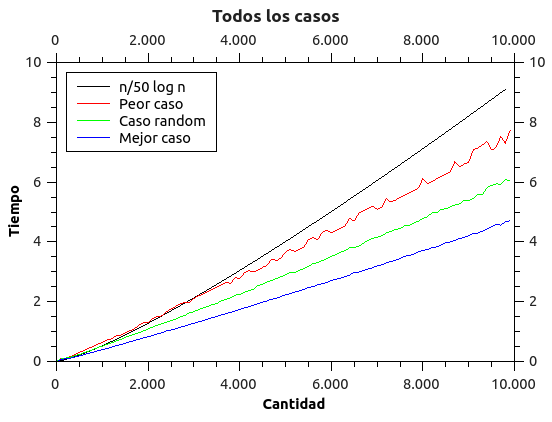 Todos los casos
0 2.000 4.000 6.000 8.000 10.000
10 10
n/50 log n
Peor caso
8 8
Caso random
Mejor caso
6 6
Tiempo
4 4
2 2
0 0
0 2.000 4.000 6.000 8.000 10.000
Cantidad